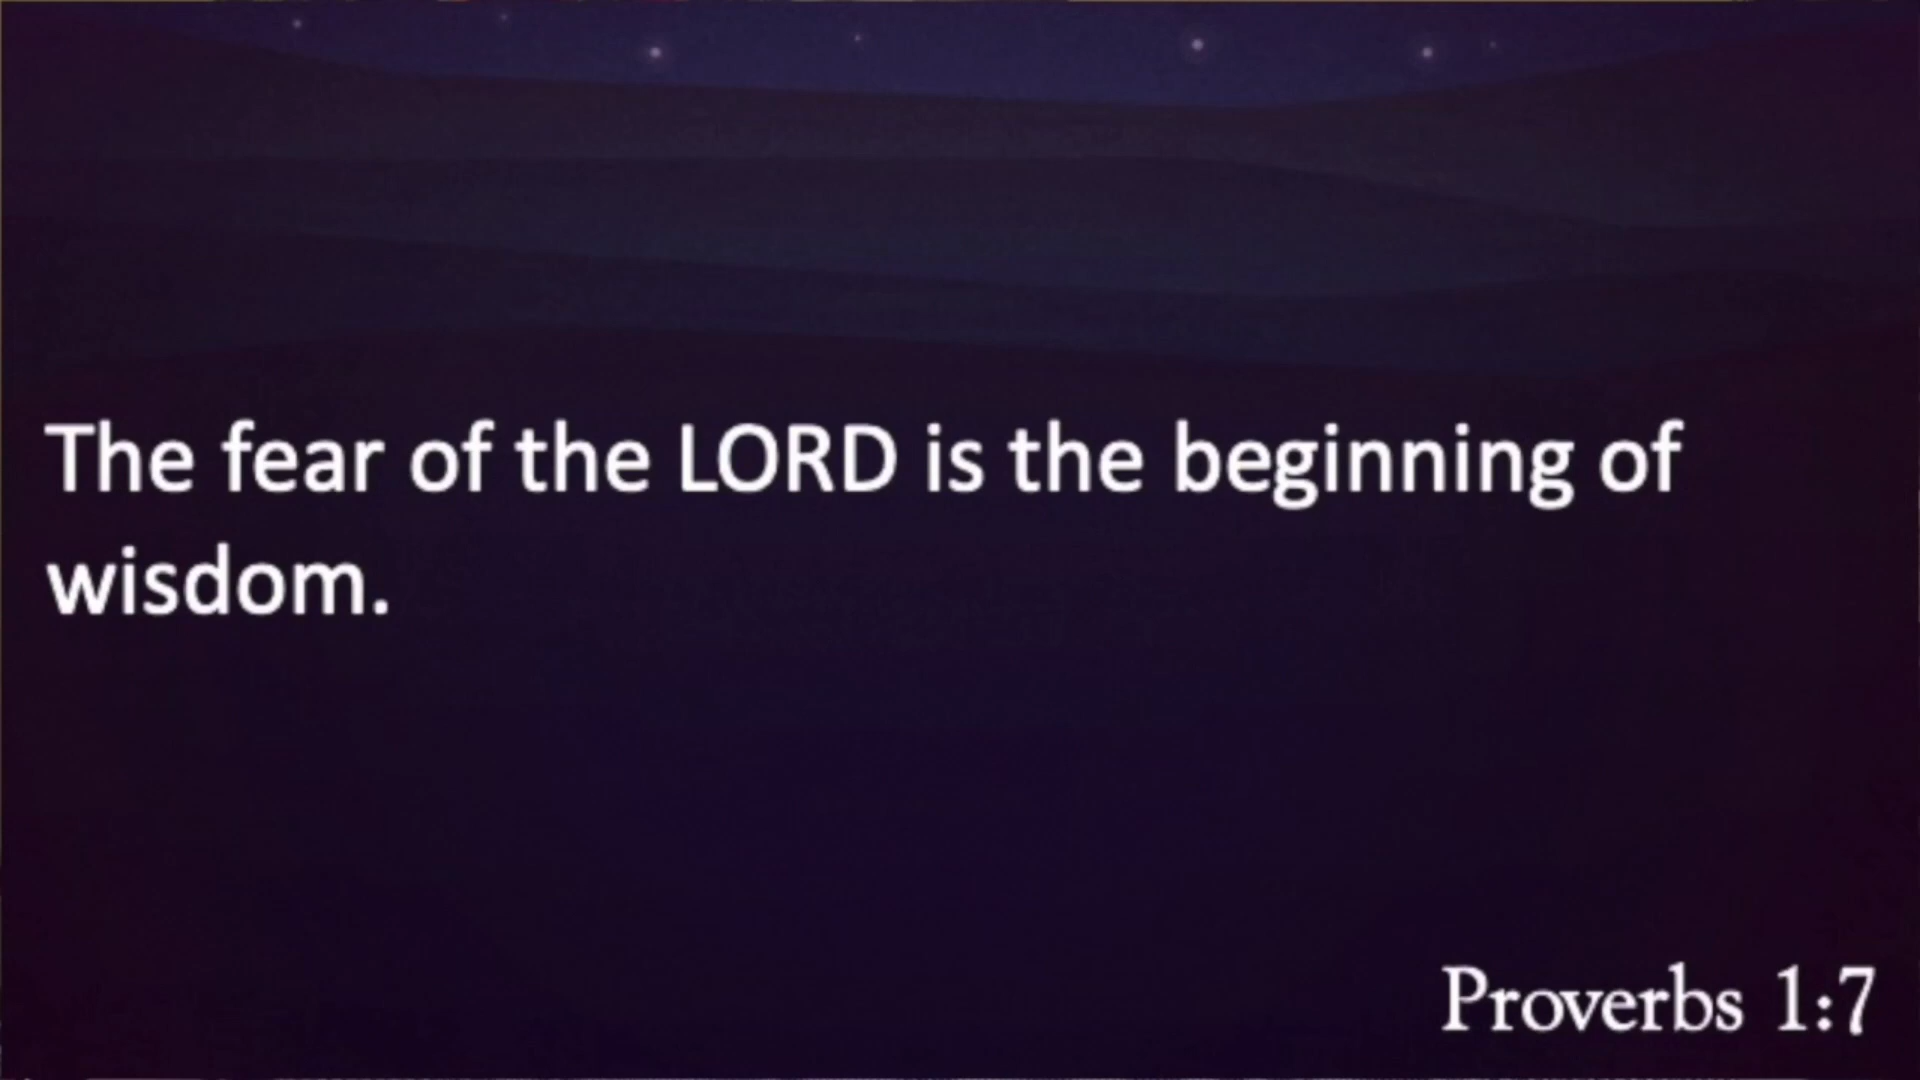 The fear of the LORD is the beginning of
wisdom.
Proverbs 1:7